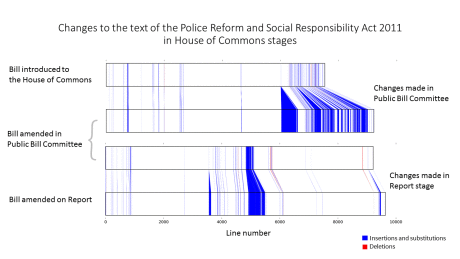 Changes to the text of the Police Reform and Social Responsibility Act 2011
in House of Commons stages
Bill introduced to
the House of Commons
Changes made in
Public Bill Committee
Bill amended in
Public Bill Committee
Changes made in
Report stage
Bill amended on Report
0 2000 4000 6000 8000 10000
Line number
Insertions and substitutions
Deletions